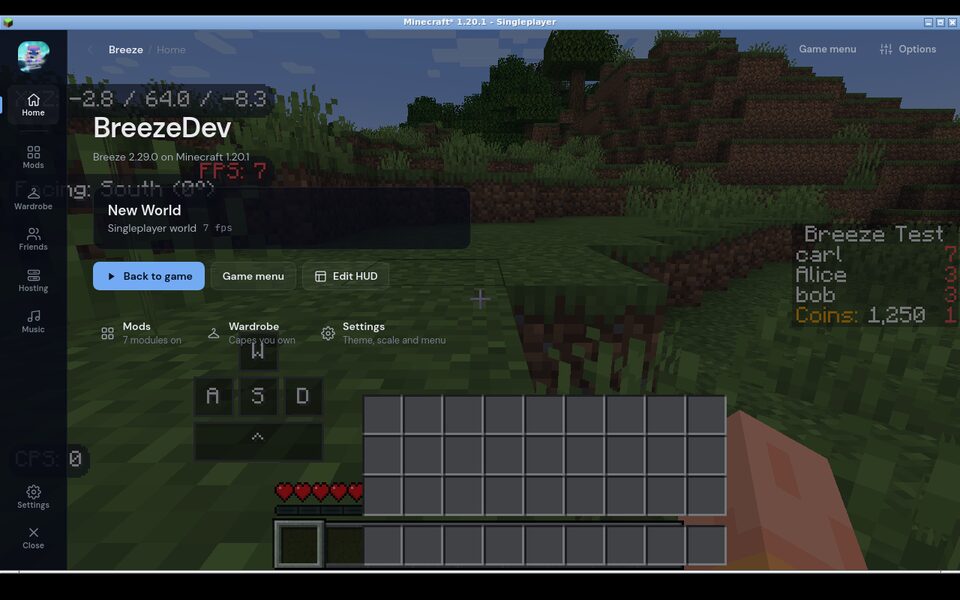 Minecraft* 1.20.1 - Singleplayer
Breeze / Home
Game menu
Options
-2.8 / 64.0 / -8.3
Home
BreezeDev
Breeze 2.29.0 on Minecraft 1.20.1
FPS: 7
Mods
Facing: South (0°)
Wardrobe
New World
Singleplayer world 7 fps
Friends
Breeze Test
carl 7
Alice 3
bob 3
Coins: 1,250 1
Hosting
Back to game
Game menu
Edit HUD
Music
Mods
7 modules on
Wardrobe
Capes you own
Settings
Theme, scale and menu
W
A
S
D
^
CPS: 0
Settings
Close